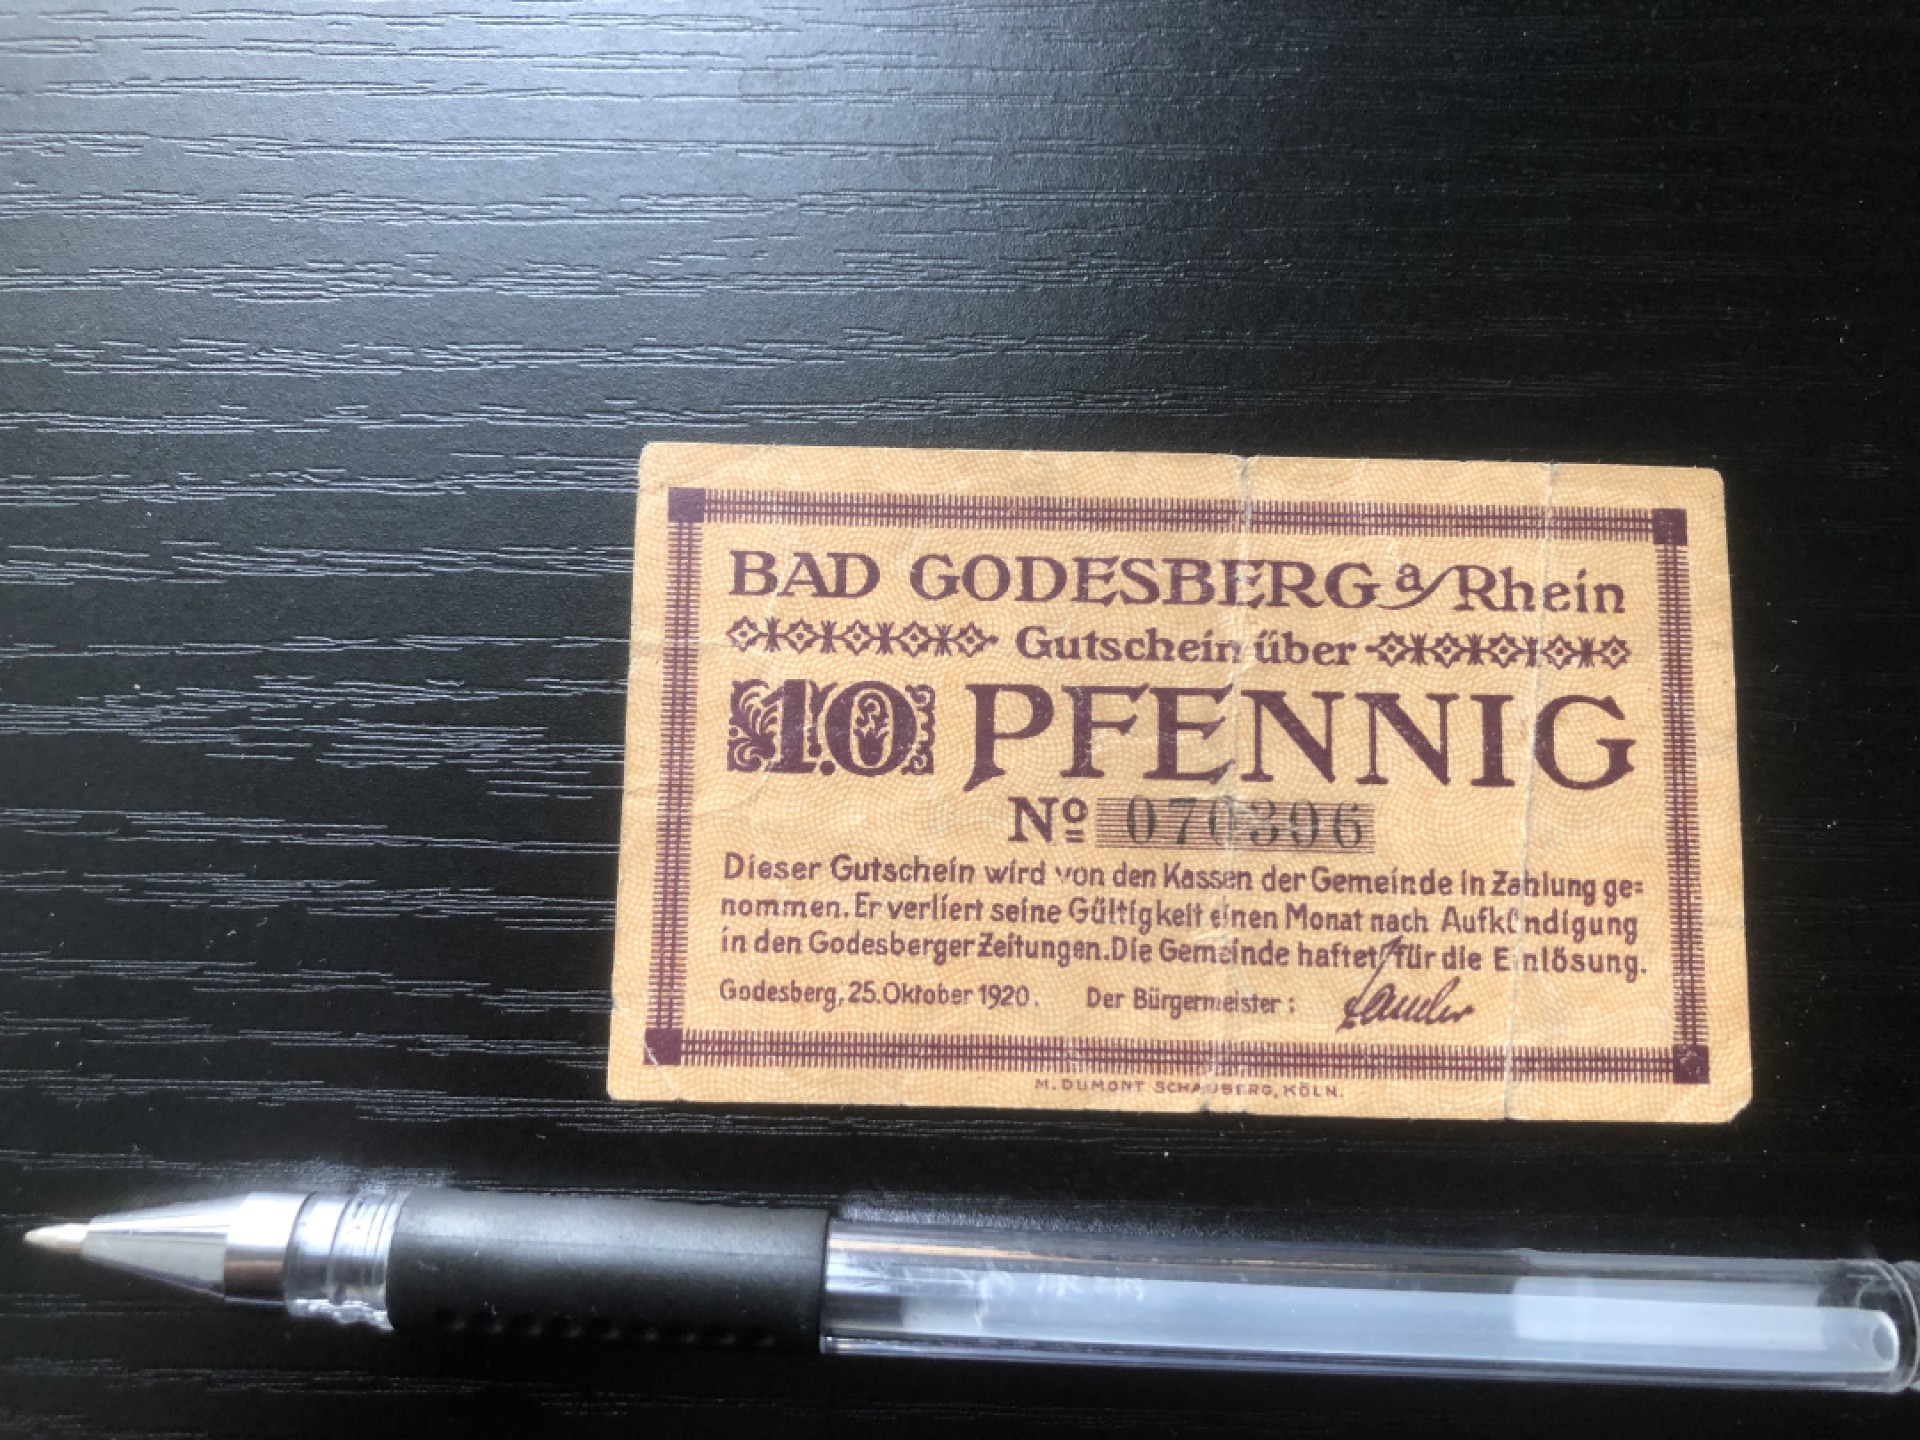 BAD GODESBERG a/Rhein
Gutschein über
10 PFENNIG
Nº 070396
Dieser Gutschein wird von den Kassen der Gemeinde in Zahlung ge=
nommen. Er verliert seine Gültigkeit einen Monat nach Aufkündigung
in den Godesberger Zeitungen. Die Gemeinde haftet für die Einlösung.
Godesberg, 25. Oktober 1920. Der Bürgermeister:
M. DUMONT SCHAUBERG, KÖLN.